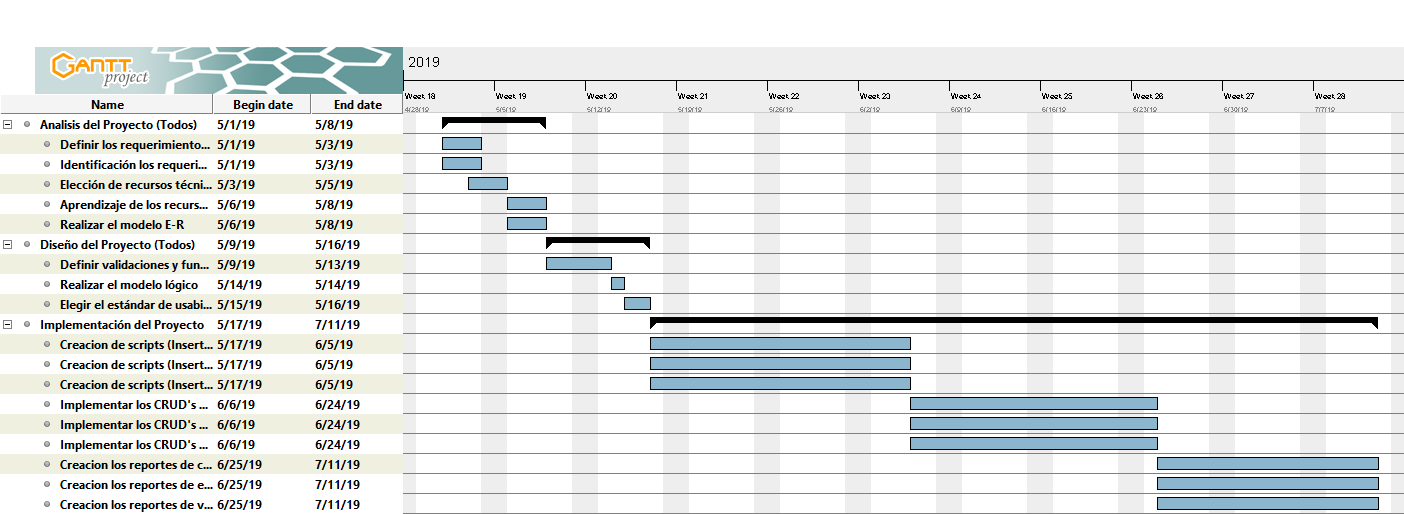 GANTT
project
2019
Week 18 Week 19 Week 20 Week 21 Week 22 Week 23 Week 24 Week 25 Week 26 Week 27 Week 28
4/28/19 5/5/19 5/12/19 5/19/19 5/26/19 6/2/19 6/9/19 6/16/19 6/23/19 6/30/19 7/7/19
Name Begin date End date
Analisis del Proyecto (Todos) 5/1/19 5/8/19
Definir los requerimiento... 5/1/19 5/3/19
Identificación los requeri... 5/1/19 5/3/19
Elección de recursos técni... 5/3/19 5/5/19
Aprendizaje de los recurs... 5/6/19 5/8/19
Realizar el modelo E-R 5/6/19 5/8/19
Diseño del Proyecto (Todos) 5/9/19 5/16/19
Definir validaciones y fun... 5/9/19 5/13/19
Realizar el modelo lógico 5/14/19 5/14/19
Elegir el estándar de usabi... 5/15/19 5/16/19
Implementación del Proyecto 5/17/19 7/11/19
Creacion de scripts (Insert... 5/17/19 6/5/19
Creacion de scripts (Insert... 5/17/19 6/5/19
Creacion de scripts (Insert... 5/17/19 6/5/19
Implementar los CRUD's ... 6/6/19 6/24/19
Implementar los CRUD's ... 6/6/19 6/24/19
Implementar los CRUD's ... 6/6/19 6/24/19
Creacion los reportes de c... 6/25/19 7/11/19
Creacion los reportes de e... 6/25/19 7/11/19
Creacion los reportes de v... 6/25/19 7/11/19